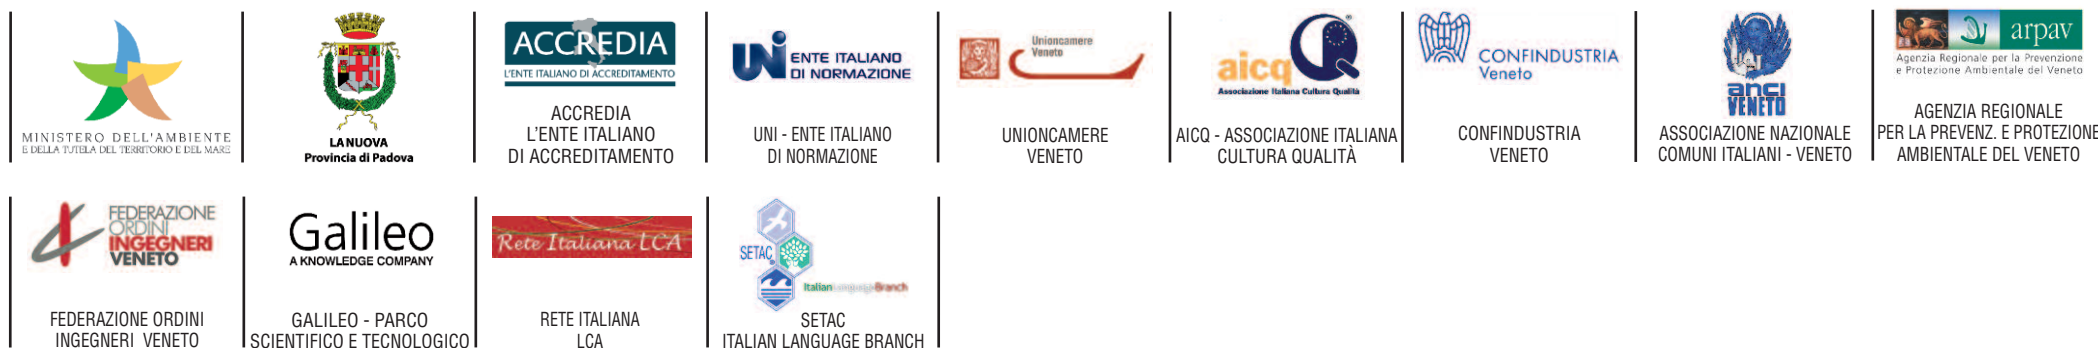 MINISTERO DELL'AMBIENTE
E DELLA TUTELA DEL TERRITORIO E DEL MARE
LA NUOVA
Provincia di Padova
ACCREDIA
L'ENTE ITALIANO DI ACCREDITAMENTO
ACCREDIA
L'ENTE ITALIANO
DI ACCREDITAMENTO
UNi ENTE ITALIANO
DI NORMAZIONE
UNI - ENTE ITALIANO
DI NORMAZIONE
Unioncamere
Veneto
UNIONCAMERE
VENETO
aicq
Associazione Italiana Cultura Qualità
AICQ - ASSOCIAZIONE ITALIANA
CULTURA QUALITÀ
CONFINDUSTRIA
Veneto
CONFINDUSTRIA
VENETO
anci
VENETO
ASSOCIAZIONE NAZIONALE
COMUNI ITALIANI - VENETO
arpav
Agenzia Regionale per la Prevenzione
e Protezione Ambientale del Veneto
AGENZIA REGIONALE
PER LA PREVENZ. E PROTEZIONE
AMBIENTALE DEL VENETO
FEDERAZIONE
ORDINI
INGEGNERI
VENETO
FEDERAZIONE ORDINI
INGEGNERI VENETO
Galileo
A KNOWLEDGE COMPANY
GALILEO - PARCO
SCIENTIFICO E TECNOLOGICO
Rete Italiana LCA
RETE ITALIANA
LCA
SETAC
Italian Language Branch
SETAC
ITALIAN LANGUAGE BRANCH